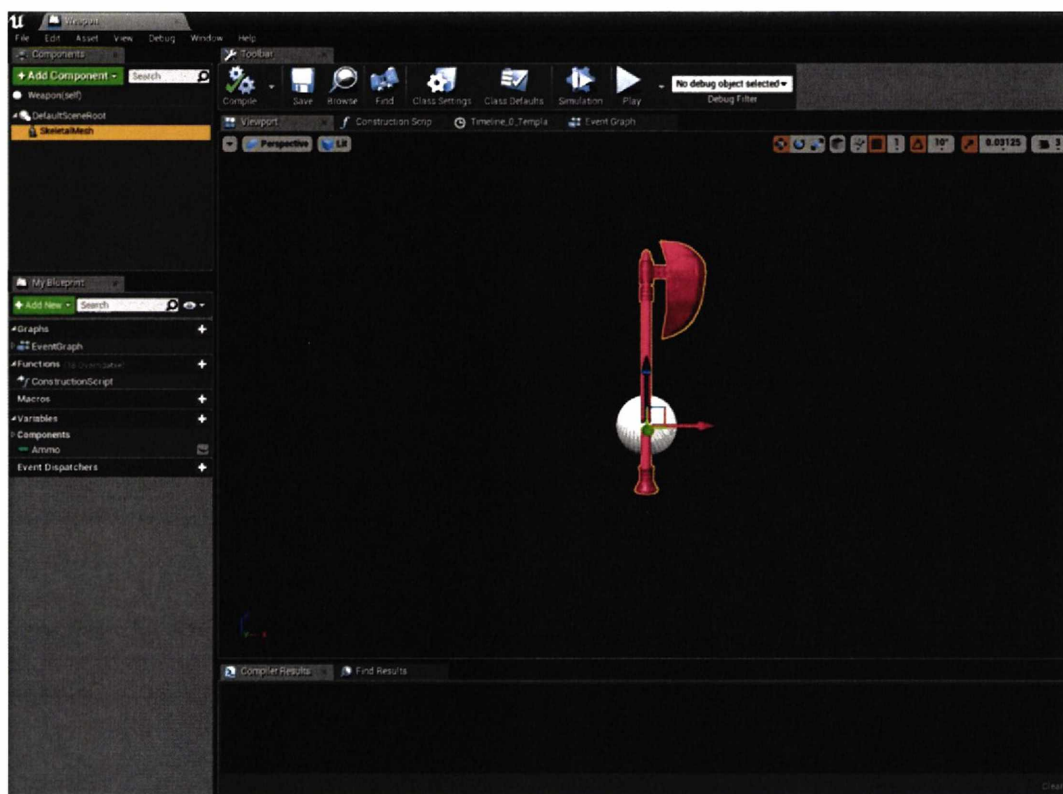 Weapon
File Edit Asset View Debug Window Help
Components
Toolbar
+ Add Component
Search
Weapon(self)
DefaultSceneRoot
SkeletalMesh
Compile
Save
Browse
Find
Class Settings
Class Defaults
Simulation
Play
No debug object selected
Debug Filter
Viewport
Construction Scrip
Timeline_0_Templa
Event Graph
Perspective
Lit
1
10°
0.03125
3
My Blueprint
+ Add New
Search
Graphs
EventGraph
Functions
ConstructionScript
Macros
Variables
Components
Ammo
Event Dispatchers
Compiler Results
Find Results